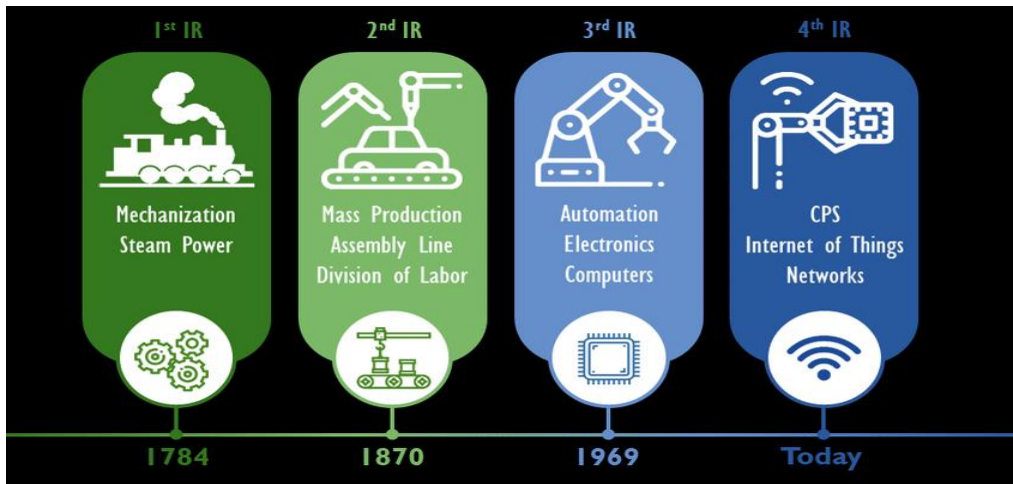 1st IR
2nd IR
3rd IR
4th IR
Mechanization
Steam Power
Mass Production
Assembly Line
Division of Labor
Automation
Electronics
Computers
CPS
Internet of Things
Networks
1784
1870
1969
Today